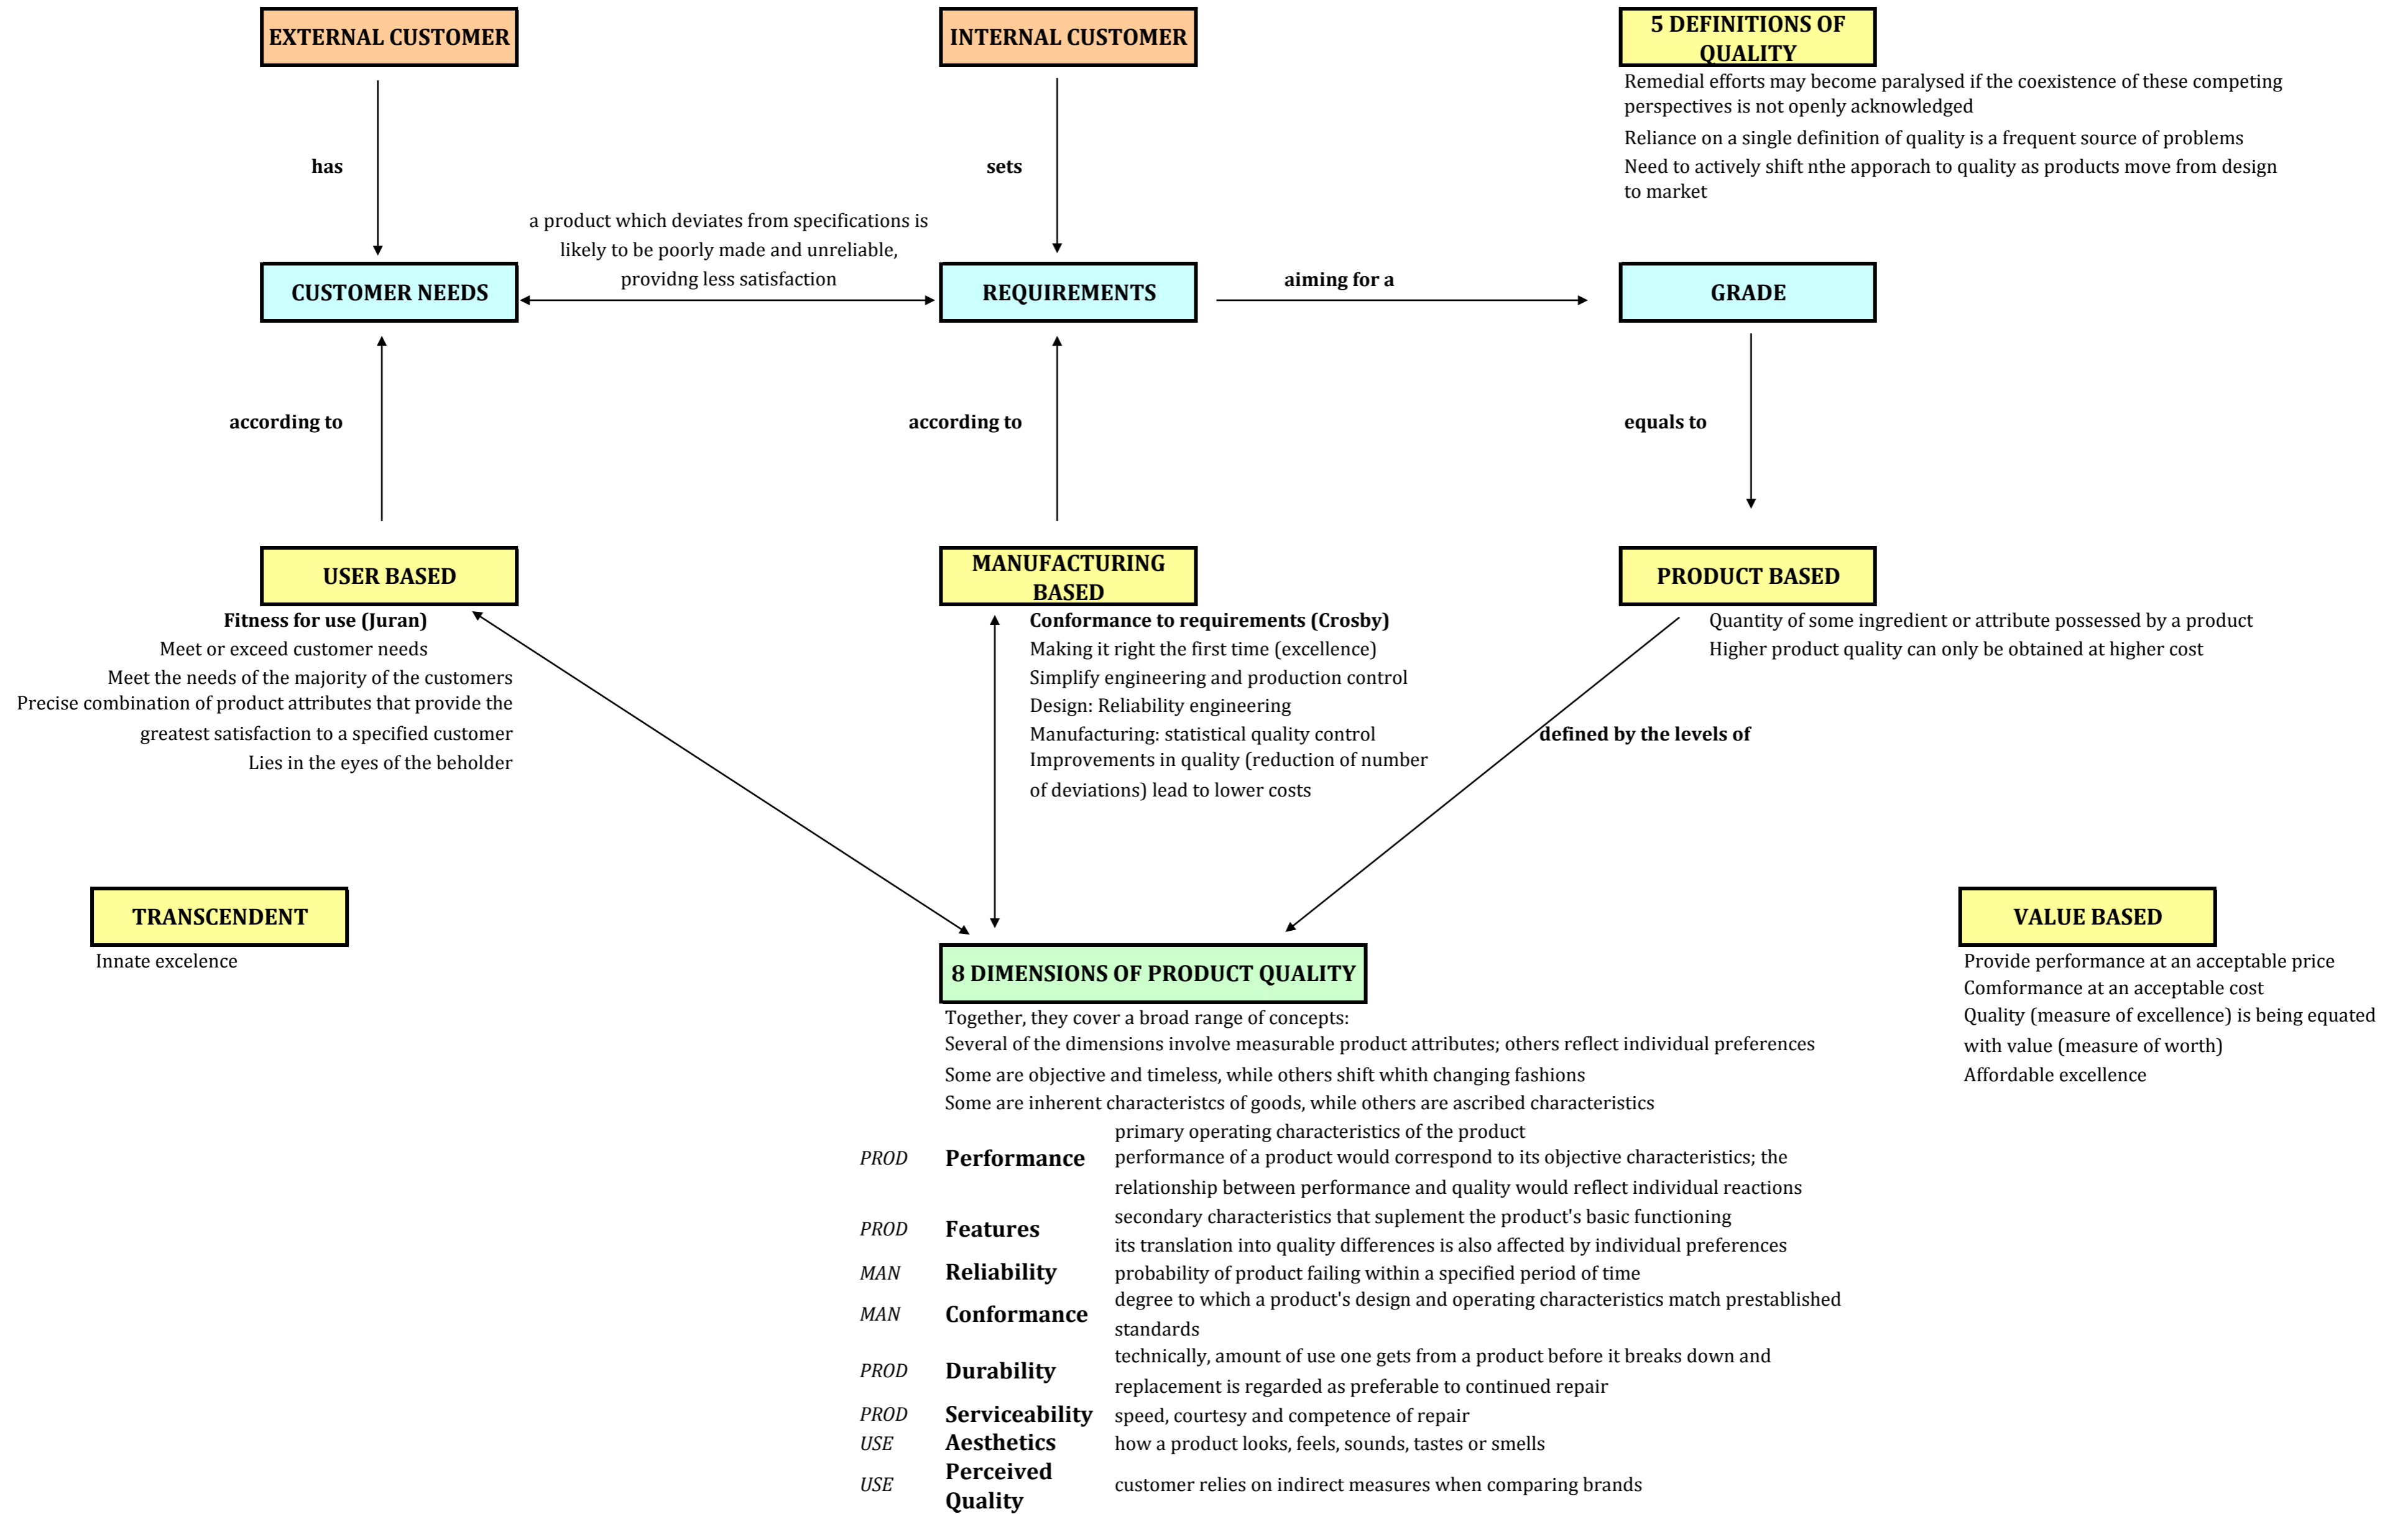 EXTERNAL CUSTOMER
INTERNAL CUSTOMER
5 DEFINITIONS OF
QUALITY
Remedial efforts may become paralysed if the coexistence of these competing
perspectives is not openly acknowledged
Reliance on a single definition of quality is a frequent source of problems
Need to actively shift nthe apporach to quality as products move from design
to market
has
sets
a product which deviates from specifications is
likely to be poorly made and unreliable,
providng less satisfaction
CUSTOMER NEEDS
REQUIREMENTS
aiming for a
GRADE
according to
according to
equals to
USER BASED
Fitness for use (Juran)
Meet or exceed customer needs
Meet the needs of the majority of the customers
Precise combination of product attributes that provide the
greatest satisfaction to a specified customer
Lies in the eyes of the beholder
MANUFACTURING
BASED
Conformance to requirements (Crosby)
Making it right the first time (excellence)
Simplify engineering and production control
Design: Reliability engineering
Manufacturing: statistical quality control
Improvements in quality (reduction of number
of deviations) lead to lower costs
PRODUCT BASED
Quantity of some ingredient or attribute possessed by a product
Higher product quality can only be obtained at higher cost
defined by the levels of
TRANSCENDENT
Innate excelence
VALUE BASED
Provide performance at an acceptable price
Comformance at an acceptable cost
Quality (measure of excellence) is being equated
with value (measure of worth)
Affordable excellence
8 DIMENSIONS OF PRODUCT QUALITY
Together, they cover a broad range of concepts:
Several of the dimensions involve measurable product attributes; others reflect individual preferences
Some are objective and timeless, while others shift whith changing fashions
Some are inherent characteristcs of goods, while others are ascribed characteristics
primary operating characteristics of the product
PROD Performance performance of a product would correspond to its objective characteristics; the
relationship between performance and quality would reflect individual reactions
secondary characteristics that suplement the product's basic functioning
PROD Features
its translation into quality differences is also affected by individual preferences
MAN Reliability probability of product failing within a specified period of time
degree to which a product's design and operating characteristics match prestablished
MAN Conformance
standards
technically, amount of use one gets from a product before it breaks down and
PROD Durability
replacement is regarded as preferable to continued repair
PROD Serviceability speed, courtesy and competence of repair
USE Aesthetics how a product looks, feels, sounds, tastes or smells
Perceived
USE customer relies on indirect measures when comparing brands
Quality